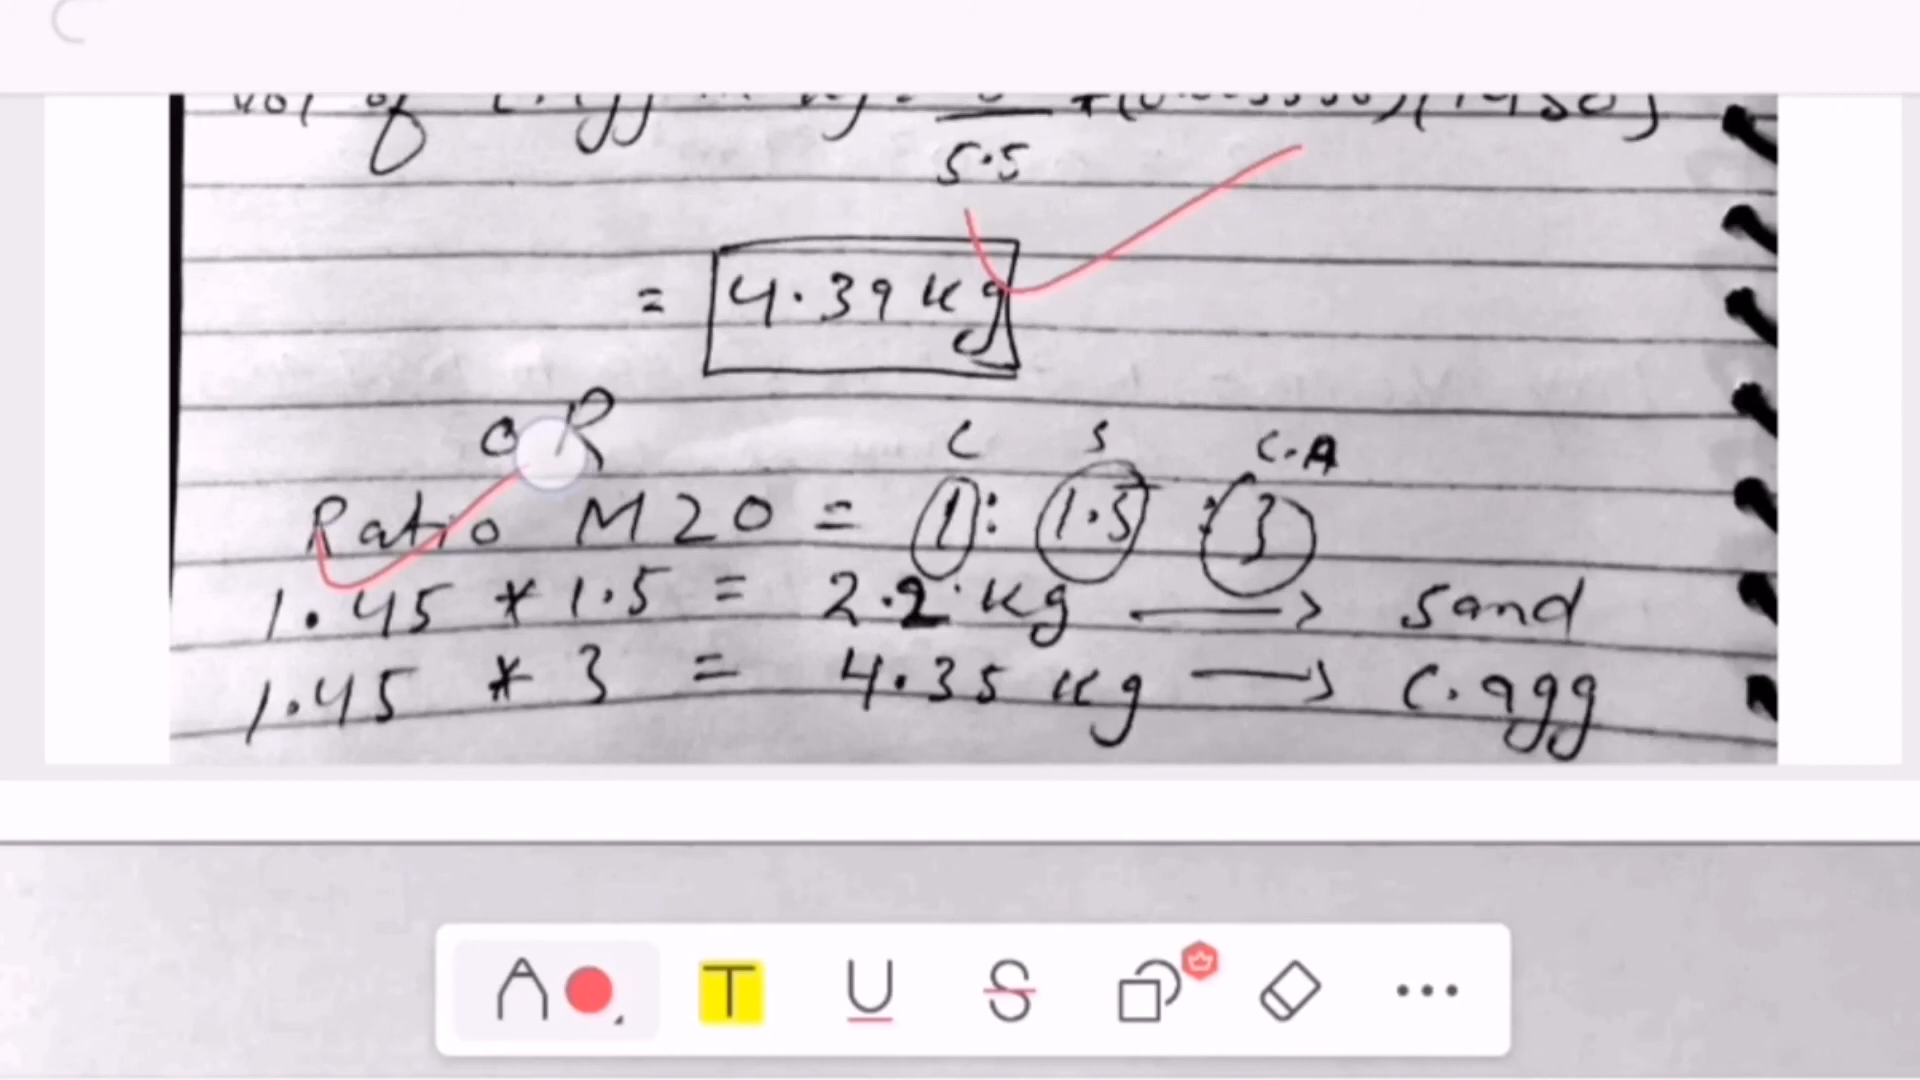 of
5.5
= 4.39 kg
OR
C S C.A
Ratio M20 = 1 : 1.5 : 3
1.45 * 1.5 = 2.2 kg → sand
1.45 * 3 = 4.35 kg → C.agg
T U S